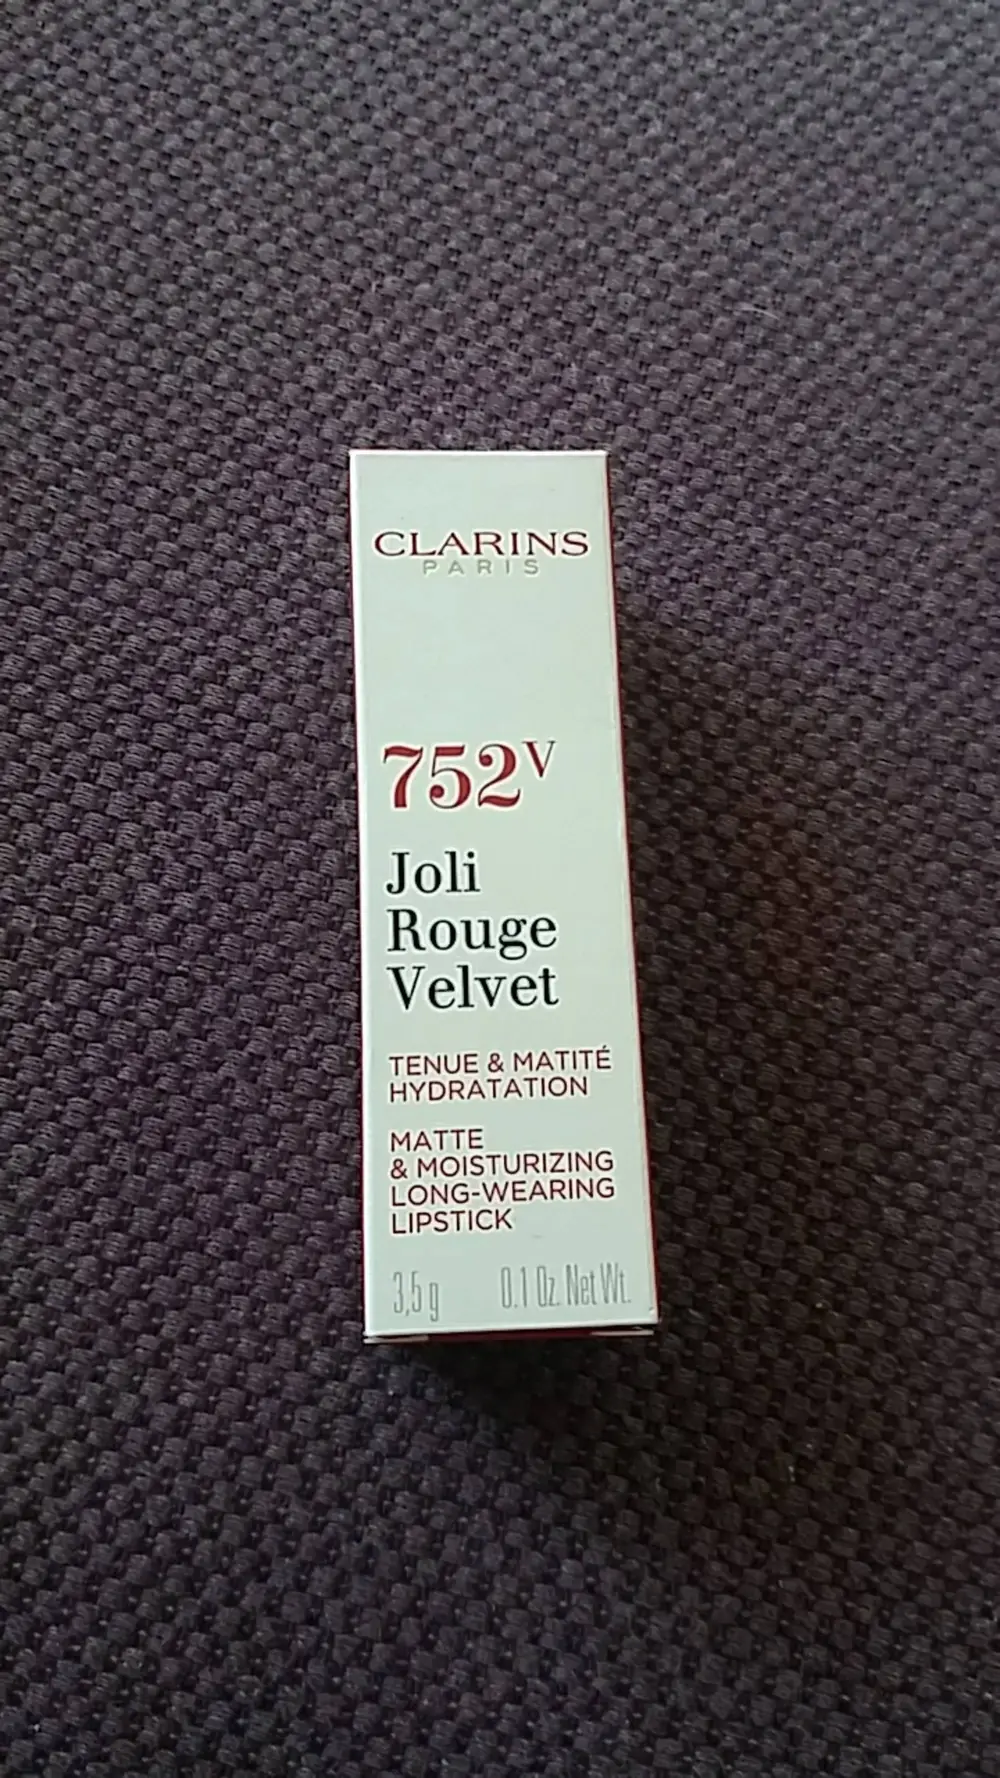 CLARINS
PARIS
752V
Joli
Rouge
Velvet
TENUE & MATITÉ
HYDRATATION
MATTE
& MOISTURIZING
LONG-WEARING
LIPSTICK
3,5 g 0.1 Oz. Net Wt.